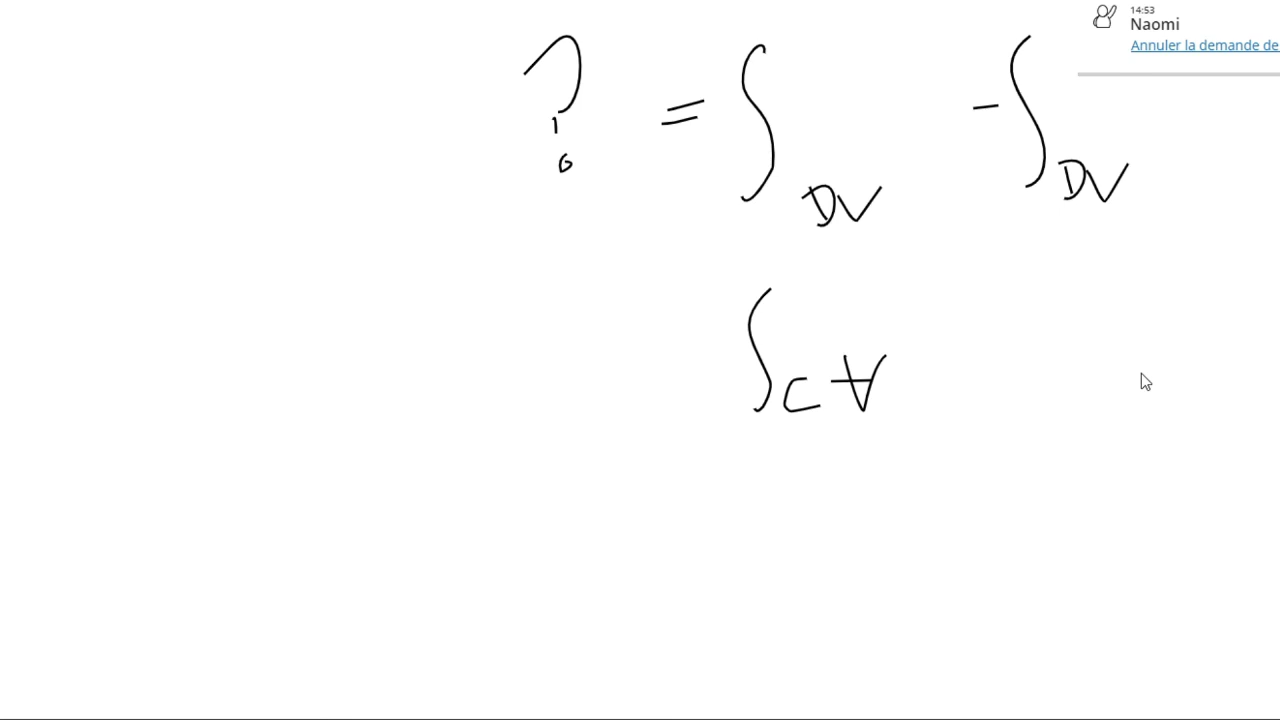 14:53
Naomi
Annuler la demande de
? = ∫ DV - ∫ DV
∫ C V